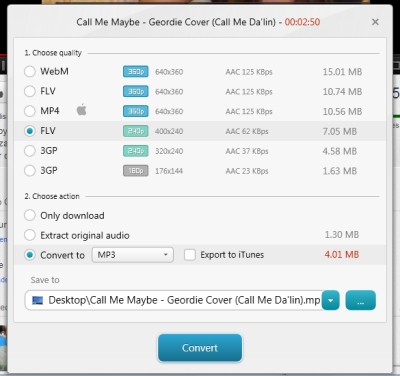 Call Me Maybe - Geordie Cover (Call Me Da'lin) - 00:02:50
1. Choose quality
WebM 360p 640x360 AAC 125 KBps 15.01 MB
FLV 360p 640x360 AAC 125 KBps 10.74 MB
MP4 360p 640x360 AAC 125 KBps 10.56 MB
FLV 240p 400x240 AAC 62 KBps 7.05 MB
3GP 240p 320x240 AAC 37 KBps 4.58 MB
3GP 180p 176x144 AAC 23 KBps 1.63 MB
2. Choose action
Only download
Extract original audio 1.30 MB
Convert to MP3 Export to iTunes 4.01 MB
Save to
Desktop\Call Me Maybe - Geordie Cover (Call Me Da'lin).mp
...
Convert